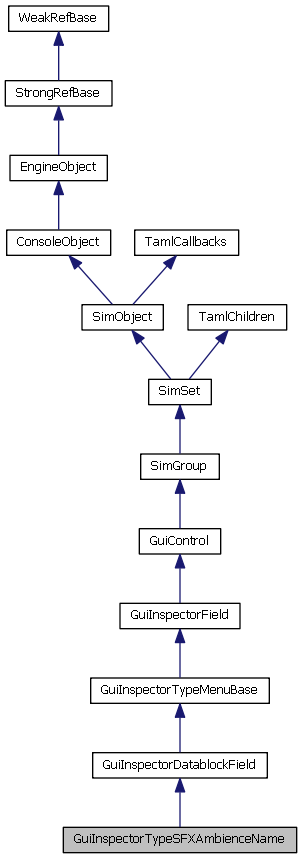 WeakRefBase
StrongRefBase
EngineObject
ConsoleObject
TamlCallbacks
SimObject
TamlChildren
SimSet
SimGroup
GuiControl
GuiInspectorField
GuiInspectorTypeMenuBase
GuiInspectorDatablockField
GuiInspectorTypeSFXAmbienceName